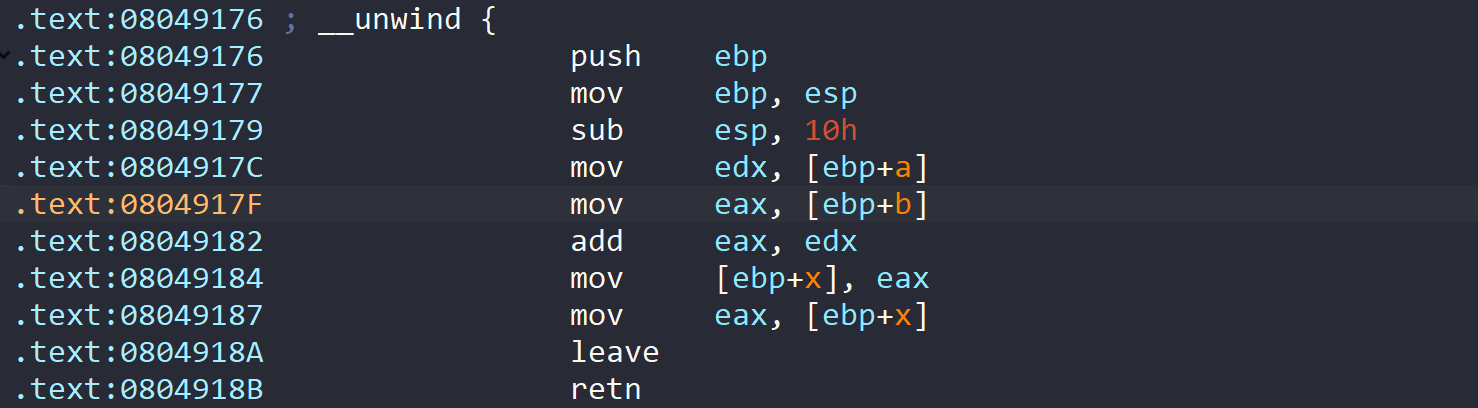 .text:08049176 ; __unwind {
.text:08049176 push ebp
.text:08049177 mov ebp, esp
.text:08049179 sub esp, 10h
.text:0804917C mov edx, [ebp+a]
.text:0804917F mov eax, [ebp+b]
.text:08049182 add eax, edx
.text:08049184 mov [ebp+x], eax
.text:08049187 mov eax, [ebp+x]
.text:0804918A leave
.text:0804918B retn